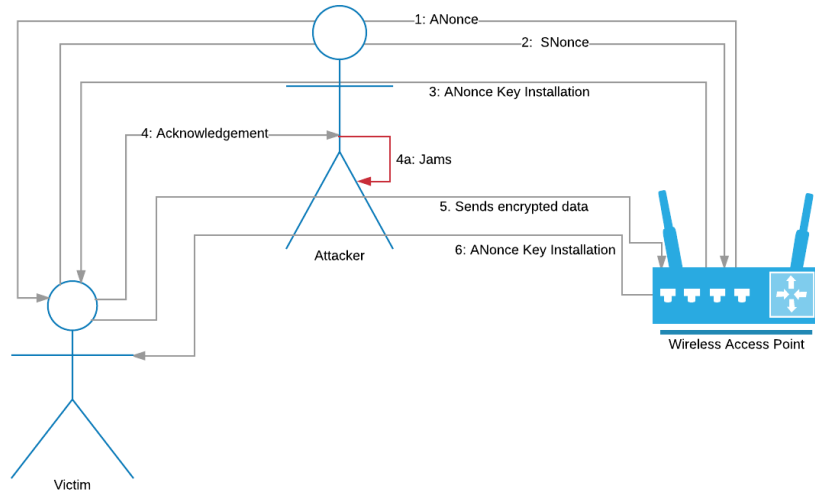 1: ANonce
2: SNonce
3: ANonce Key Installation
4: Acknowledgement
4a: Jams
5. Sends encrypted data
6: ANonce Key Installation
Attacker
Wireless Access Point
Victim